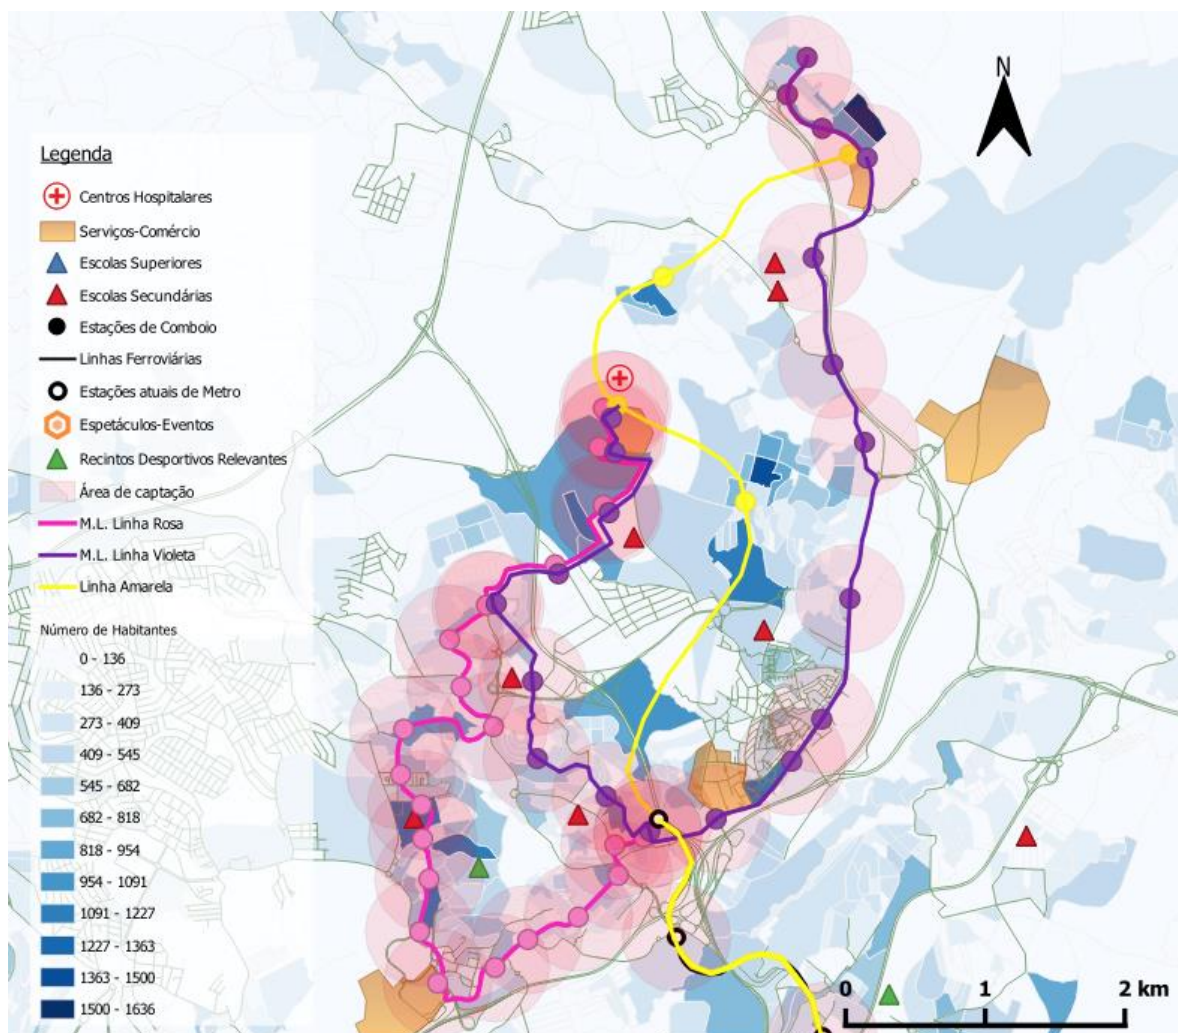 N
Legenda
Centros Hospitalares
Serviços-Comércio
Escolas Superiores
Escolas Secundárias
Estações de Comboio
Linhas Ferroviárias
Estações atuais de Metro
Espetáculos-Eventos
Recintos Desportivos Relevantes
Área de captação
M.L. Linha Rosa
M.L. Linha Violeta
Linha Amarela
Número de Habitantes
0 - 136
136 - 273
273 - 409
409 - 545
545 - 682
682 - 818
818 - 954
954 - 1091
1091 - 1227
1227 - 1363
1363 - 1500
1500 - 1636
0 1 2 km